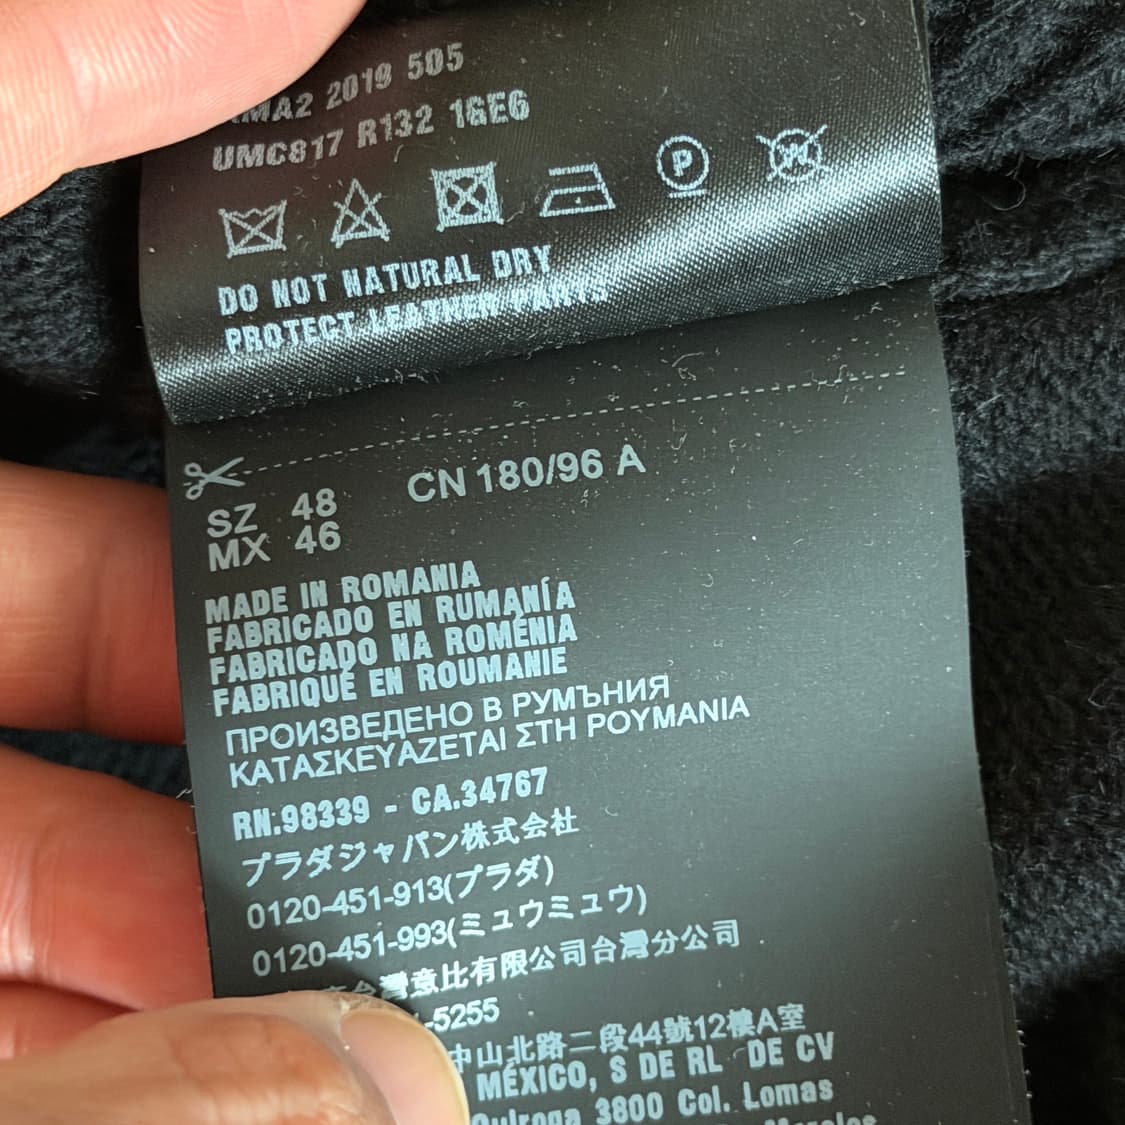 2019 505
UMC817 R132 1GE6
P
W
DO NOT NATURAL DRY
PROTECT LEATHER PARTS
SZ 48 CN 180/96 A
MX 46
MADE IN ROMANIA
FABRICADO EN RUMANÍA
FABRICADO NA ROMÉNIA
FABRIQUÉ EN ROUMANIE
ПРОИЗВЕДЕНО В РУМЪНИЯ
ΚΑΤΑΣΚΕΥΑΖΕΤΑΙ ΣΤΗ ΡΟΥΜΑΝΙΑ
RN.98339 - CA.34767
プラダジャパン株式会社
0120-451-913(プラダ)
0120-451-993(ミュウミュウ)
台灣意比有限公司台灣分公司
-5255
中山北路二段44號12樓A室
MÉXICO, S DE RL DE CV
Quiroga 3800 Col. Lomas